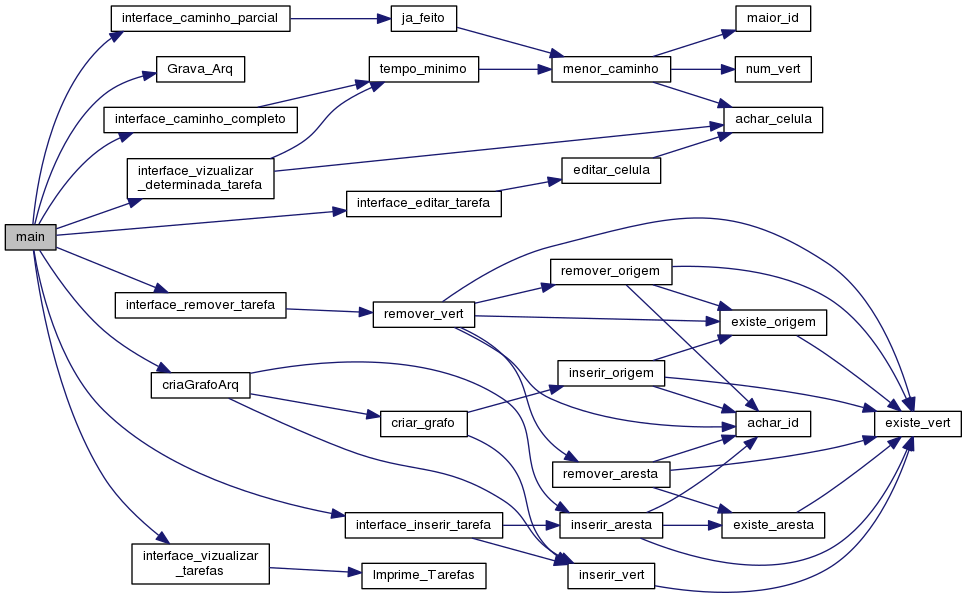 main
interface_caminho_parcial
Grava_Arq
interface_caminho_completo
interface_vizualizar
_determinada_tarefa
interface_remover_tarefa
criaGrafoArq
interface_vizualizar
_tarefas
ja_feito
tempo_minimo
interface_editar_tarefa
remover_vert
criar_grafo
interface_inserir_tarefa
Imprime_Tarefas
menor_caminho
editar_celula
remover_origem
inserir_origem
remover_aresta
inserir_aresta
inserir_vert
maior_id
num_vert
achar_celula
existe_origem
achar_id
existe_aresta
existe_vert